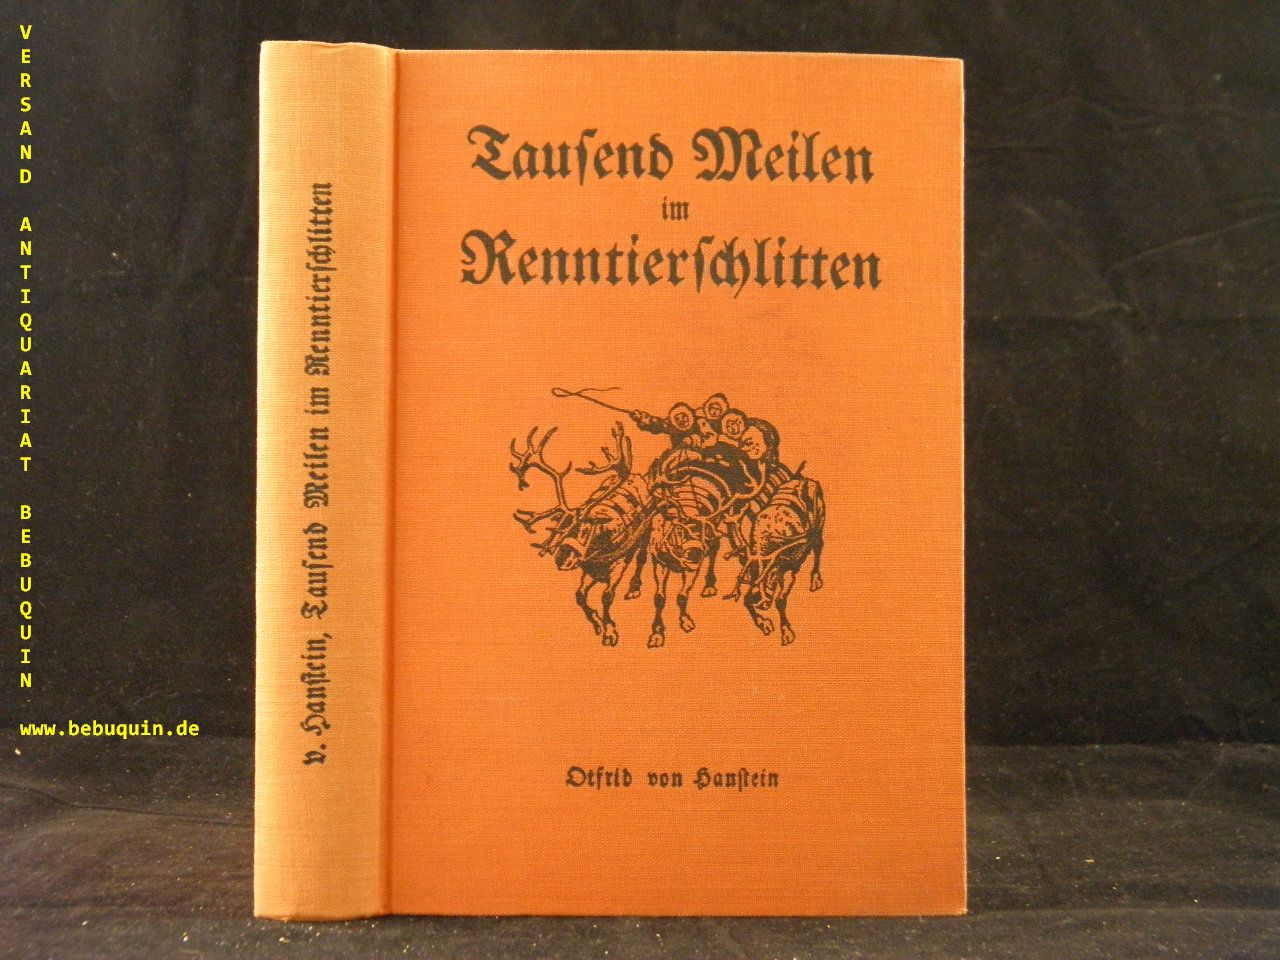 VERSAND ANTIQUARIAT BEBUQUIN
www.bebuquin.de
v. Hanſtein, Tauſend Meilen im Renntierſchlitten
Tauſend Meilen
im
Renntierſchlitten
Otfrid von Hanſtein